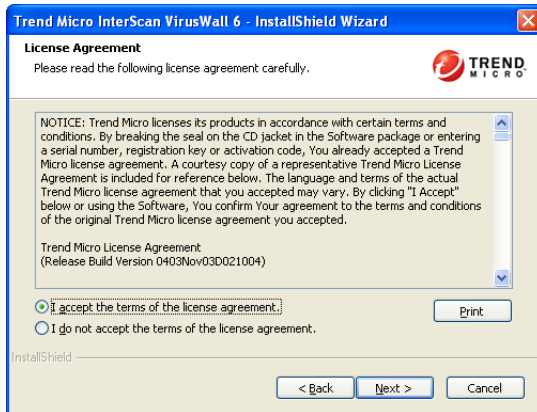 Trend Micro InterScan VirusWall 6 - InstallShield Wizard
License Agreement
Please read the following license agreement carefully.
TREND
MICRO
NOTICE: Trend Micro licenses its products in accordance with certain terms and
conditions. By breaking the seal on the CD jacket in the Software package or entering
a serial number, registration key or activation code, You already accepted a Trend
Micro license agreement. A courtesy copy of a representative Trend Micro License
Agreement is included for reference below. The language and terms of the actual
Trend Micro license agreement that you accepted may vary. By clicking "I Accept"
below or using the Software, You confirm Your agreement to the terms and conditions
of the original Trend Micro license agreement you accepted.
Trend Micro License Agreement
(Release Build Version 0403Nov03D021004)
I accept the terms of the license agreement.
Print
I do not accept the terms of the license agreement.
InstallShield
< Back
Next >
Cancel